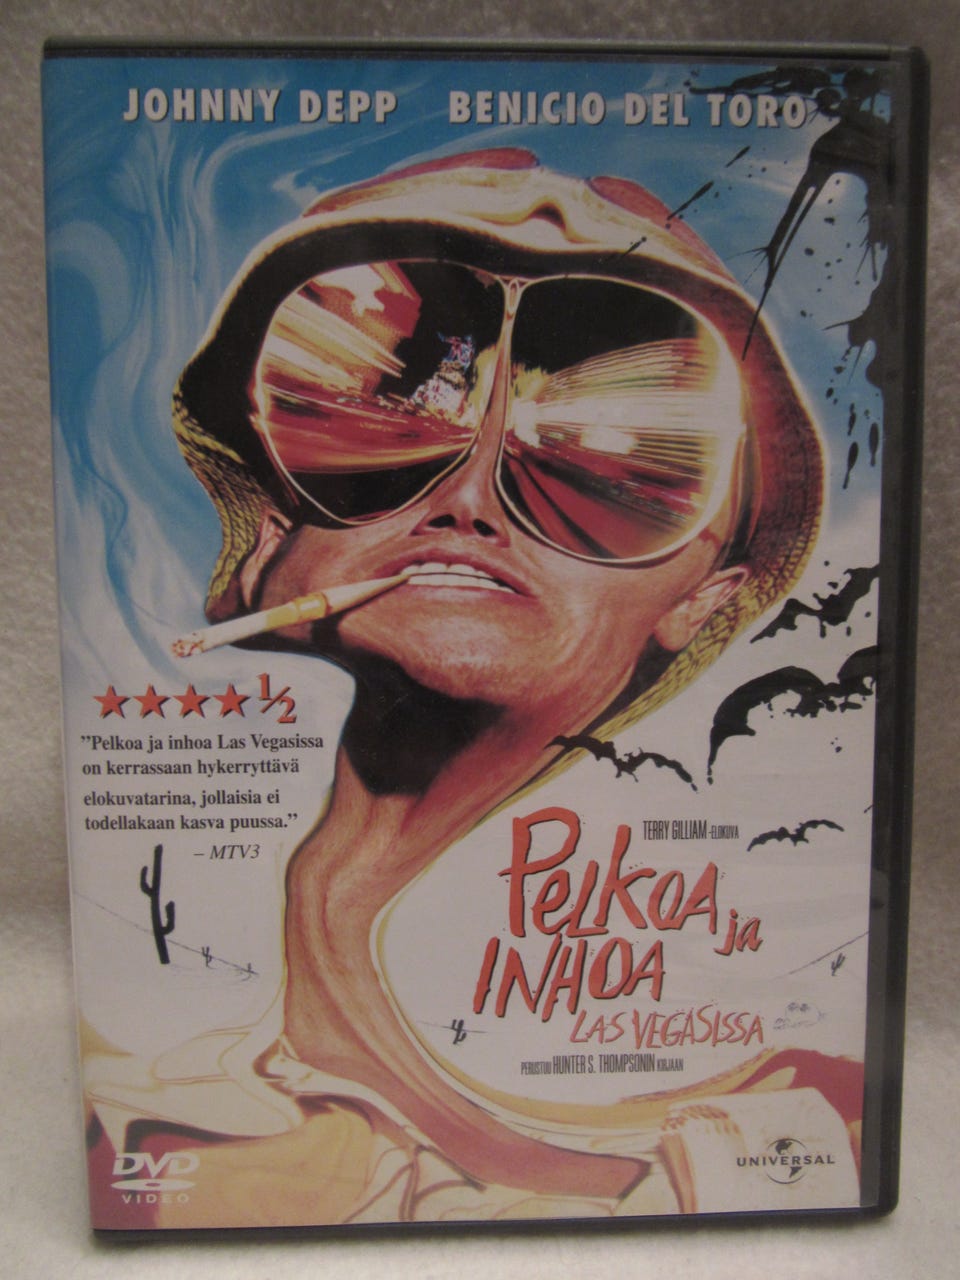 JOHNNY DEPP BENICIO DEL TORO
★★★★½
"Pelkoa ja inhoa Las Vegasissa
on kerrassaan hykerryttävä
elokuvatarina, jollaisia ei
todellakaan kasva puussa."
– MTV3
TERRY GILLIAM -ELOKUVA
PELKOA ja
INHOA
LAS VEGASISSA
PERUSTUU HUNTER S. THOMPSONIN KIRJAAN
DVD
VIDEO
UNIVERSAL